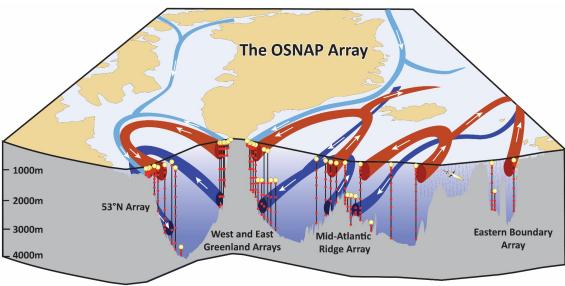 The OSNAP Array
1000m
2000m
3000m
4000m
53°N Array
West and East
Greenland Arrays
Mid-Atlantic
Ridge Array
Eastern Boundary
Array